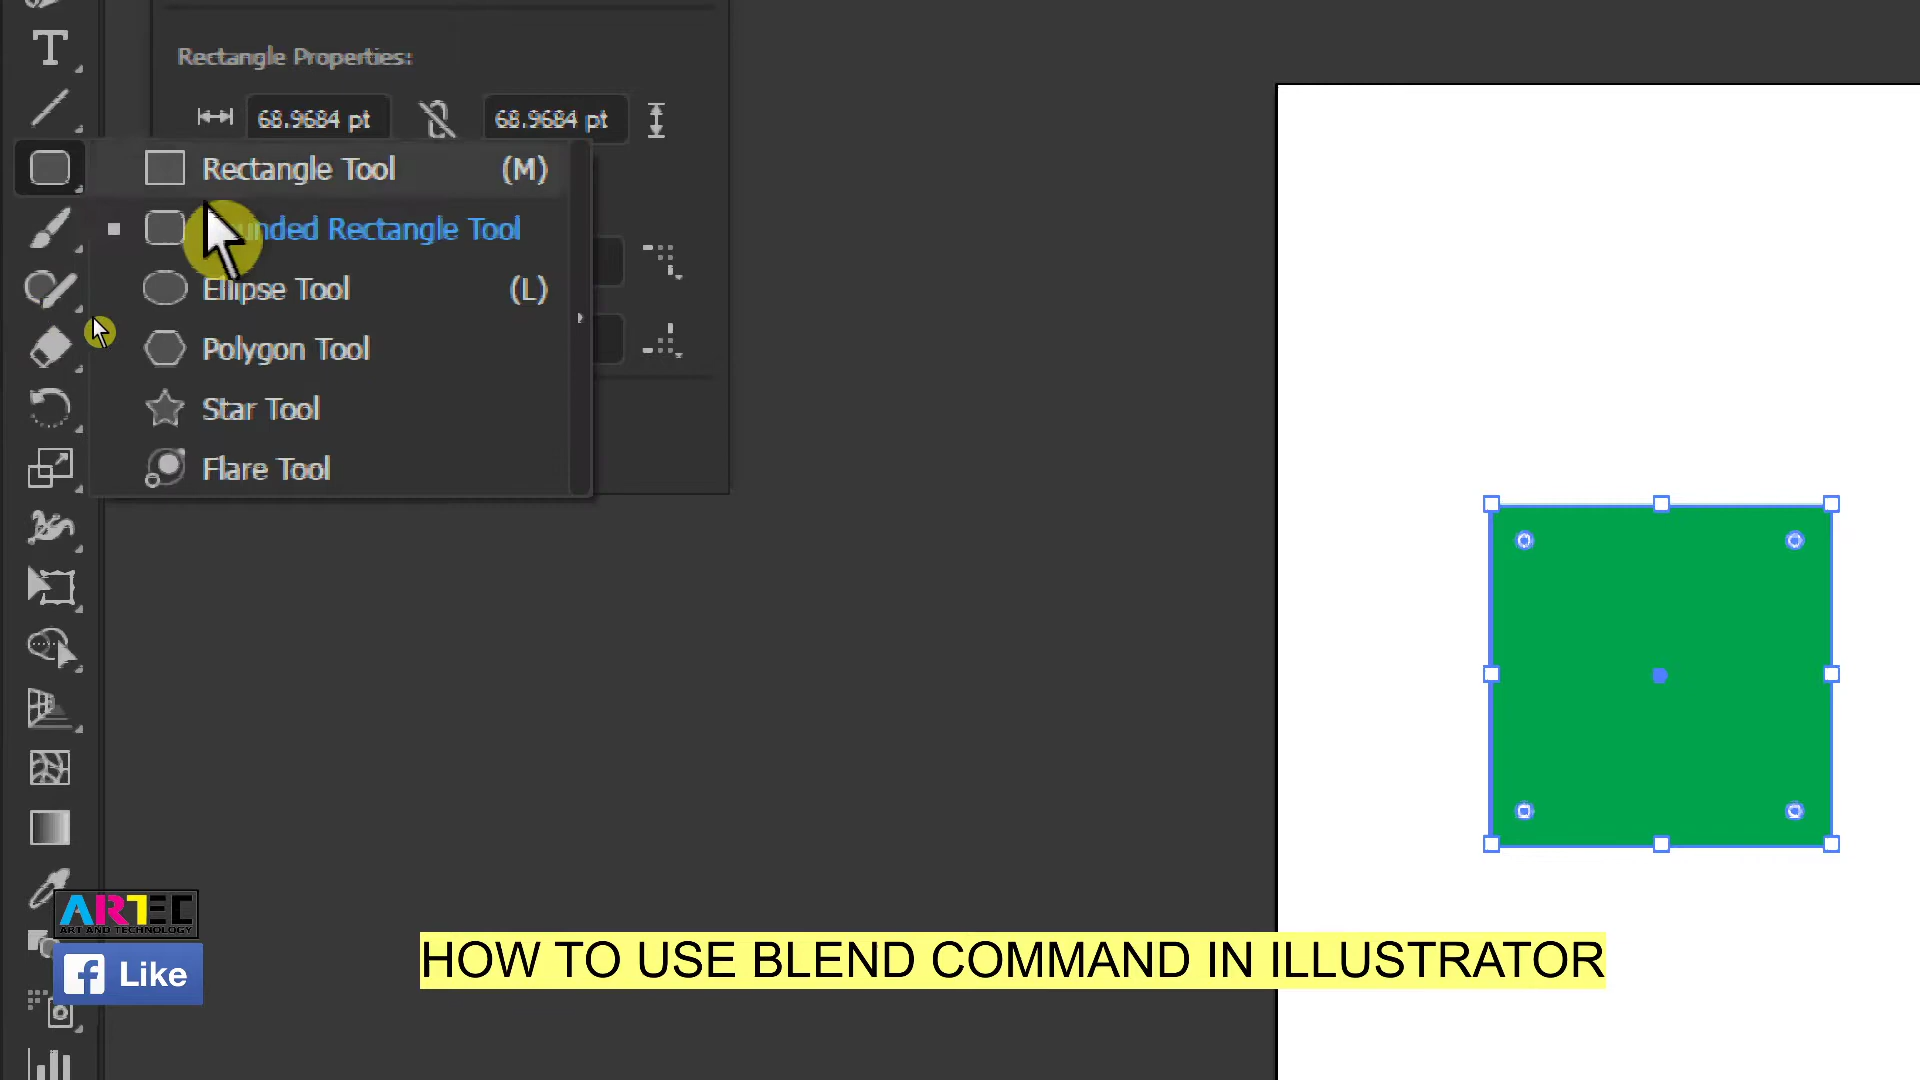 T
Rectangle Properties:
68.9684 pt 68.9684 pt
Rectangle Tool (M)
unded Rectangle Tool
Ellipse Tool (L)
Polygon Tool
Star Tool
Flare Tool
ARTEC
ART AND TECHNOLOGY
f Like
HOW TO USE BLEND COMMAND IN ILLUSTRATOR